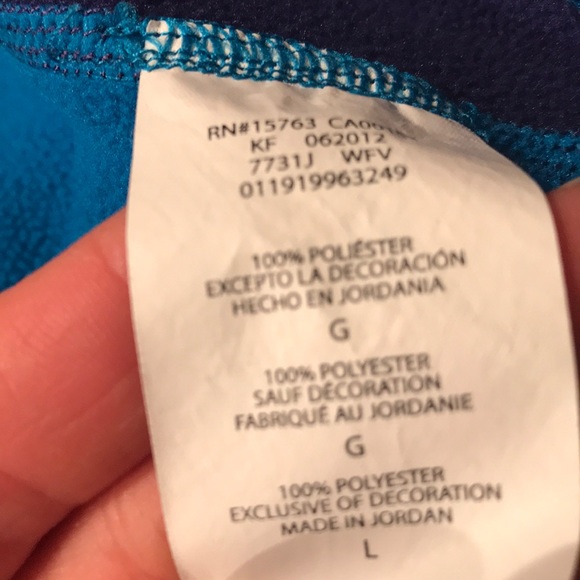 RN#15763
KF 062012
7731J WFV
011919963249
100% POLIÉSTER
EXCEPTO LA DECORACIÓN
HECHO EN JORDANIA
G
100% POLYESTER
SAUF DÉCORATION
FABRIQUÉ AU JORDANIE
G
100% POLYESTER
EXCLUSIVE OF DECORATION
MADE IN JORDAN
L